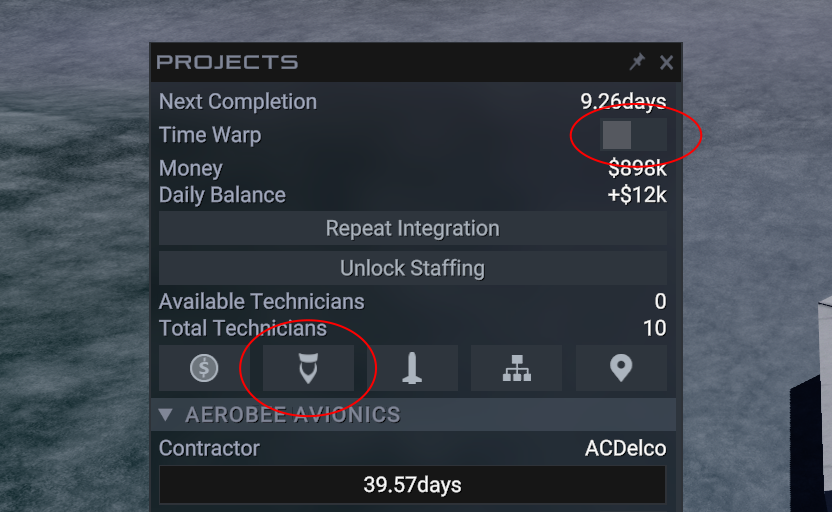 PROJECTS
Next Completion 9.26days
Time Warp
Money $898k
Daily Balance +$12k
Repeat Integration
Unlock Staffing
Available Technicians 0
Total Technicians 10
AEROBEE AVIONICS
Contractor ACDelco
39.57days